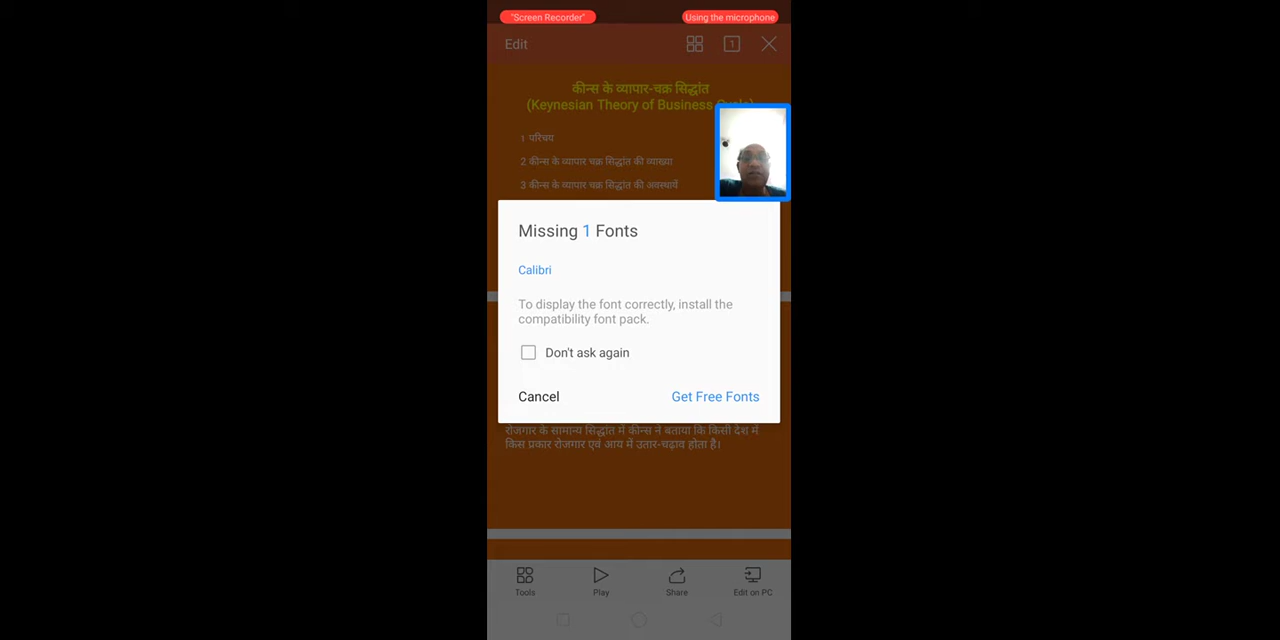 "Screen Recorder"
Using the microphone
Edit
1
कीन्स के व्यापार-चक्र सिद्धांत
(Keynesian Theory of Business
1 परिचय
2 कीन्स के व्यापार चक्र सिद्धांत की व्याख्या
3 कीन्स के व्यापार चक्र सिद्धांत की अवस्थायें
Missing 1 Fonts
Calibri
To display the font correctly, install the
compatibility font pack.
Don't ask again
Cancel
Get Free Fonts
रोजगार के सामान्य सिद्धांत में कीन्स ने बताया कि किसी देश में
किस प्रकार रोजगार एवं आय में उतार-चढ़ाव होता है।
Tools
Play
Share
Edit on PC